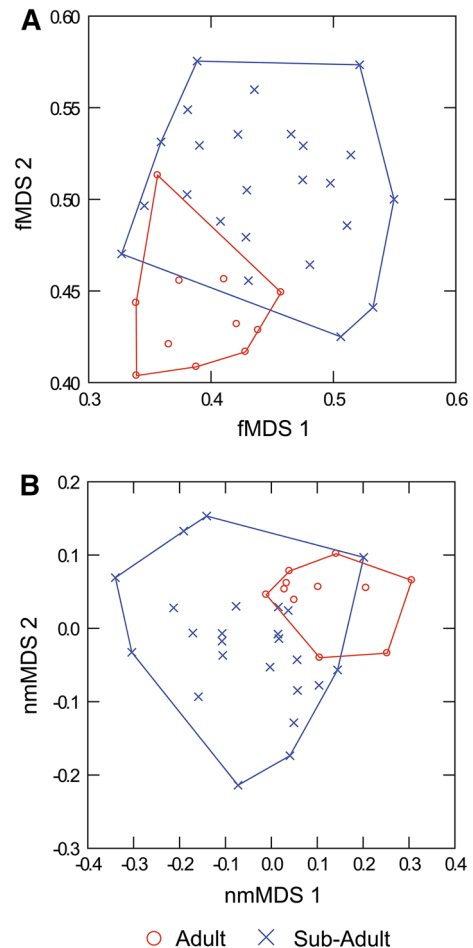 A
0.60
0.55
0.50
0.45
0.40
fMDS 2
0.3 0.4 0.5 0.6
fMDS 1
B
0.2
0.1
0.0
-0.1
-0.2
-0.3
nmMDS 2
-0.4 -0.3 -0.2 -0.1 0.0 0.1 0.2 0.3 0.4
nmMDS 1
Adult Sub-Adult